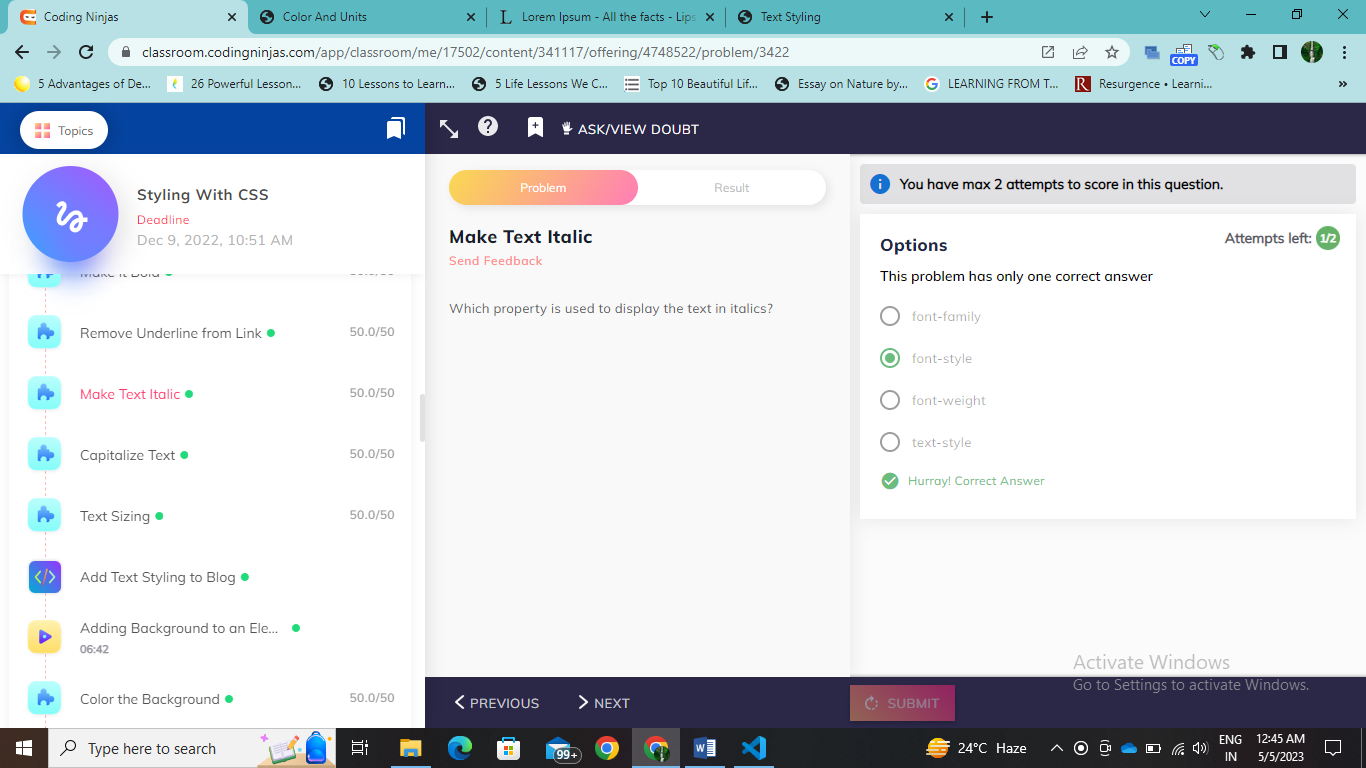 Coding Ninjas
Color And Units
Lorem Ipsum - All the facts - Lips
Text Styling
classroom.codingninjas.com/app/classroom/me/17502/content/341117/offering/4748522/problem/3422
COPY
5 Advantages of De...
26 Powerful Lesson...
10 Lessons to Learn...
5 Life Lessons We C...
Top 10 Beautiful Lif...
Essay on Nature by...
LEARNING FROM T...
Resurgence • Learni...
Topics
ASK/VIEW DOUBT
Styling With CSS
Deadline
Dec 9, 2022, 10:51 AM
Make It Bold
50.0/50
Remove Underline from Link
50.0/50
Make Text Italic
50.0/50
Capitalize Text
50.0/50
Text Sizing
50.0/50
Add Text Styling to Blog
Adding Background to an Ele...
06:42
Color the Background
50.0/50
Problem
Result
Make Text Italic
Send Feedback
Which property is used to display the text in italics?
You have max 2 attempts to score in this question.
Options
Attempts left: 1/2
This problem has only one correct answer
font-family
font-style
font-weight
text-style
Hurray! Correct Answer
Activate Windows
Go to Settings to activate Windows.
PREVIOUS
NEXT
SUBMIT
Type here to search
99+
24°C Haze
ENG
IN
12:45 AM
5/5/2023